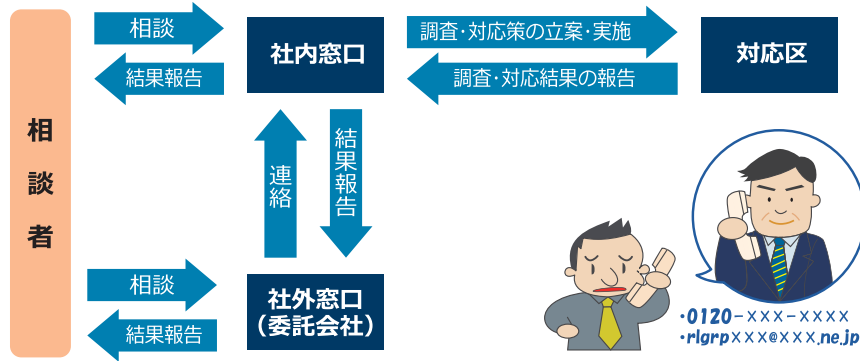 相談者
相談
結果報告
社内窓口
調査・対応策の立案・実施
調査・対応結果の報告
対応区
連絡
結果報告
相談
結果報告
社外窓口
（委託会社）
・0120-×××-××××
・rlgrp×××@×××.ne.jp